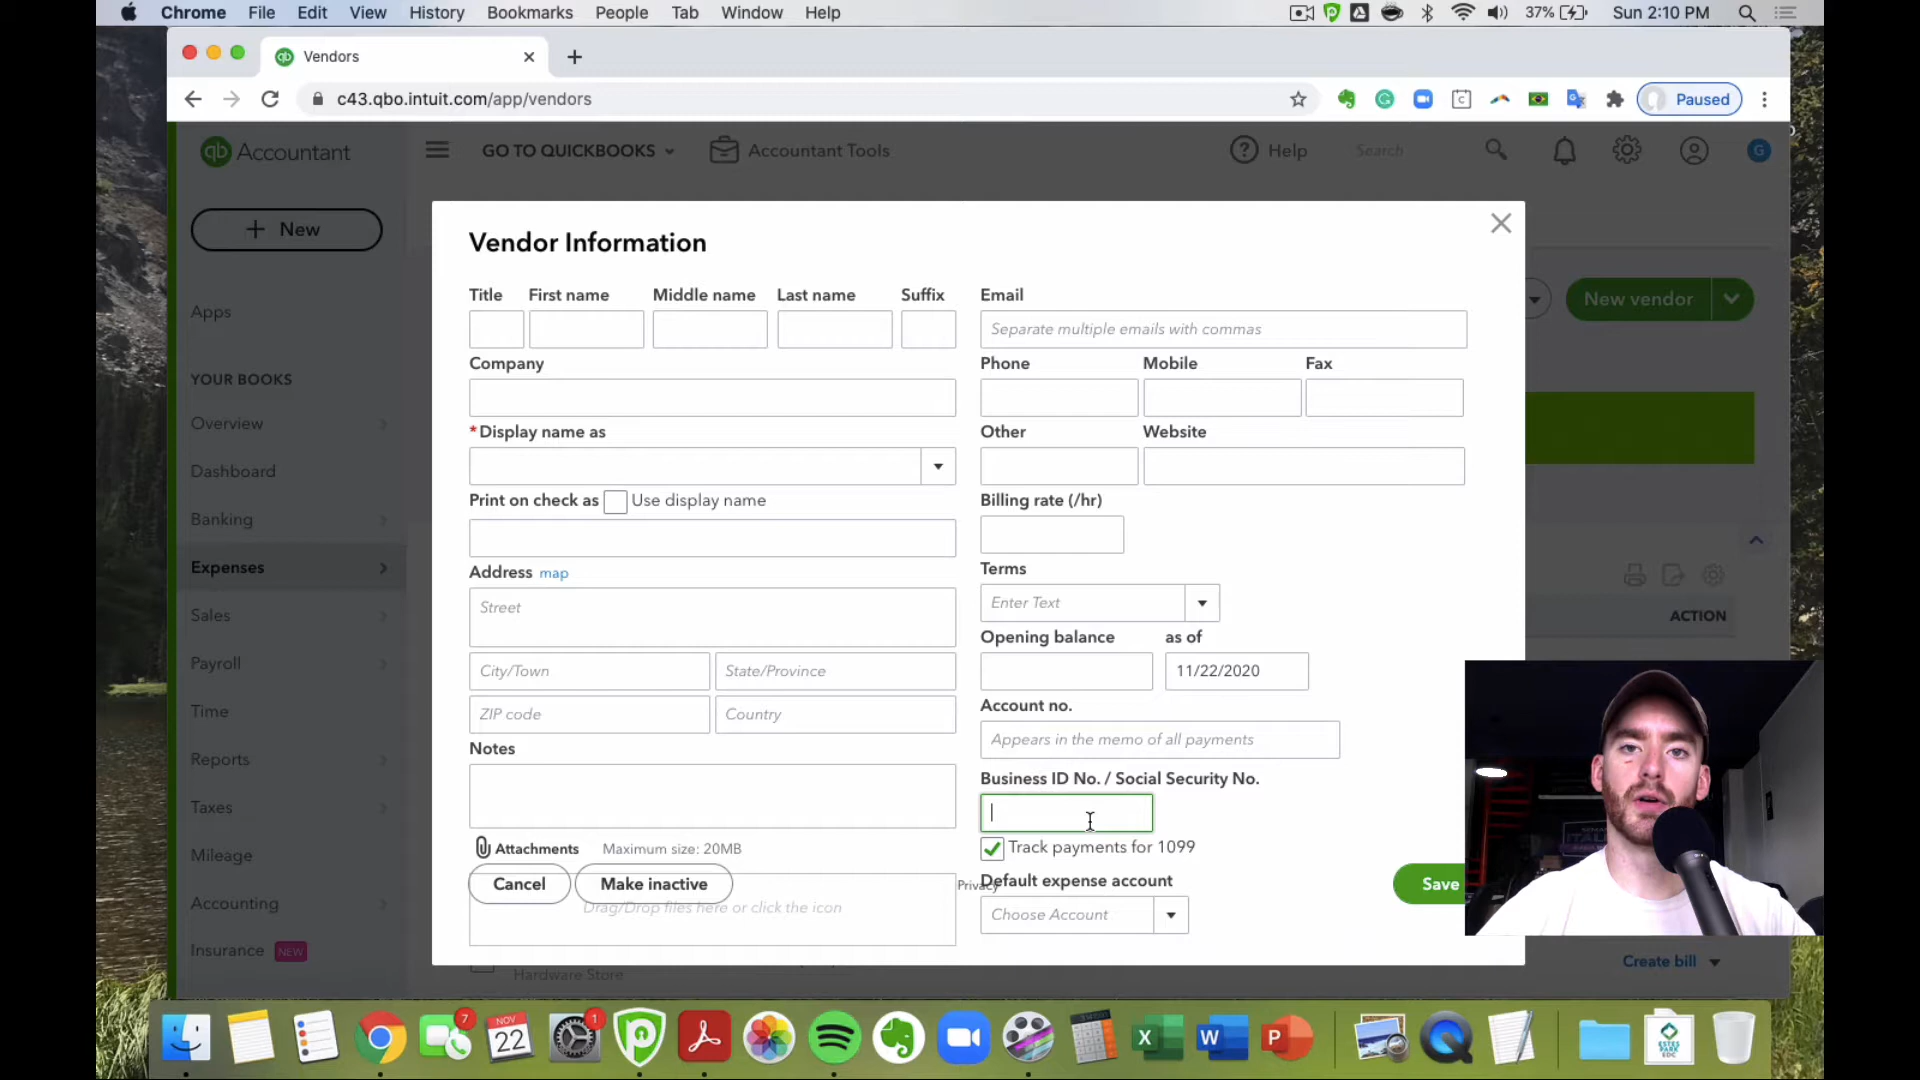 Chrome File Edit View History Bookmarks People Tab Window Help 37% Sun 2:10 PM
Vendors
c43.qbo.intuit.com/app/vendors Paused
qb Accountant GO TO QUICKBOOKS Accountant Tools Help Search G
+ New
Apps
YOUR BOOKS
Overview
Dashboard
Banking
Expenses
Sales
Payroll
Time
Reports
Taxes
Mileage
Accounting
Insurance NEW
New vendor
ACTION
Vendor Information
Title First name Middle name Last name Suffix
Company
*Display name as
Print on check as Use display name
Address map
Street
City/Town State/Province
ZIP code Country
Notes
Attachments Maximum size: 20MB
Cancel Make inactive
Drag/Drop files here or click the icon
Privacy
Email
Separate multiple emails with commas
Phone Mobile Fax
Other Website
Billing rate (/hr)
Terms
Enter Text
Opening balance as of
11/22/2020
Account no.
Appears in the memo of all payments
Business ID No. / Social Security No.
Track payments for 1099
Default expense account
Choose Account
Save
Hardware Store
Create bill
7
NOV
22
1
X
W
P
ESTES
PARK
EDC